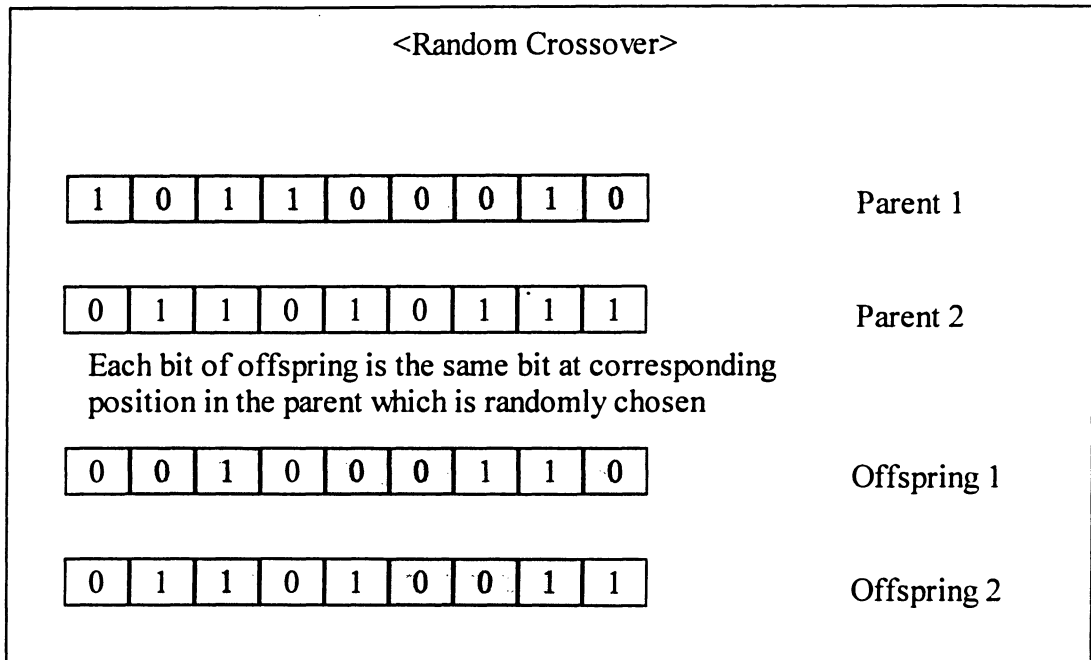 <Random Crossover>
1 0 1 1 0 0 0 1 0 Parent 1
0 1 1 0 1 0 1 1 1 Parent 2
Each bit of offspring is the same bit at corresponding
position in the parent which is randomly chosen
0 0 1 0 0 0 1 1 0 Offspring 1
0 1 1 0 1 0 0 1 1 Offspring 2